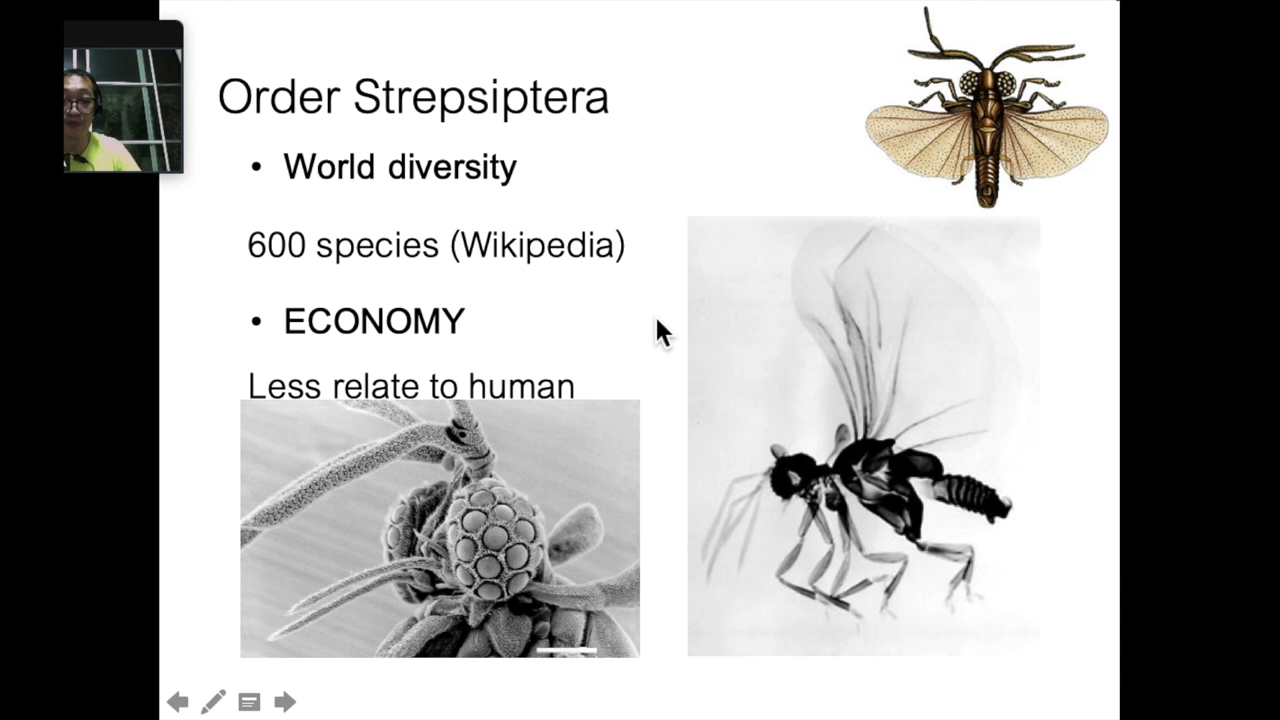 Order Strepsiptera
• World diversity
600 species (Wikipedia)
• ECONOMY
Less relate to human